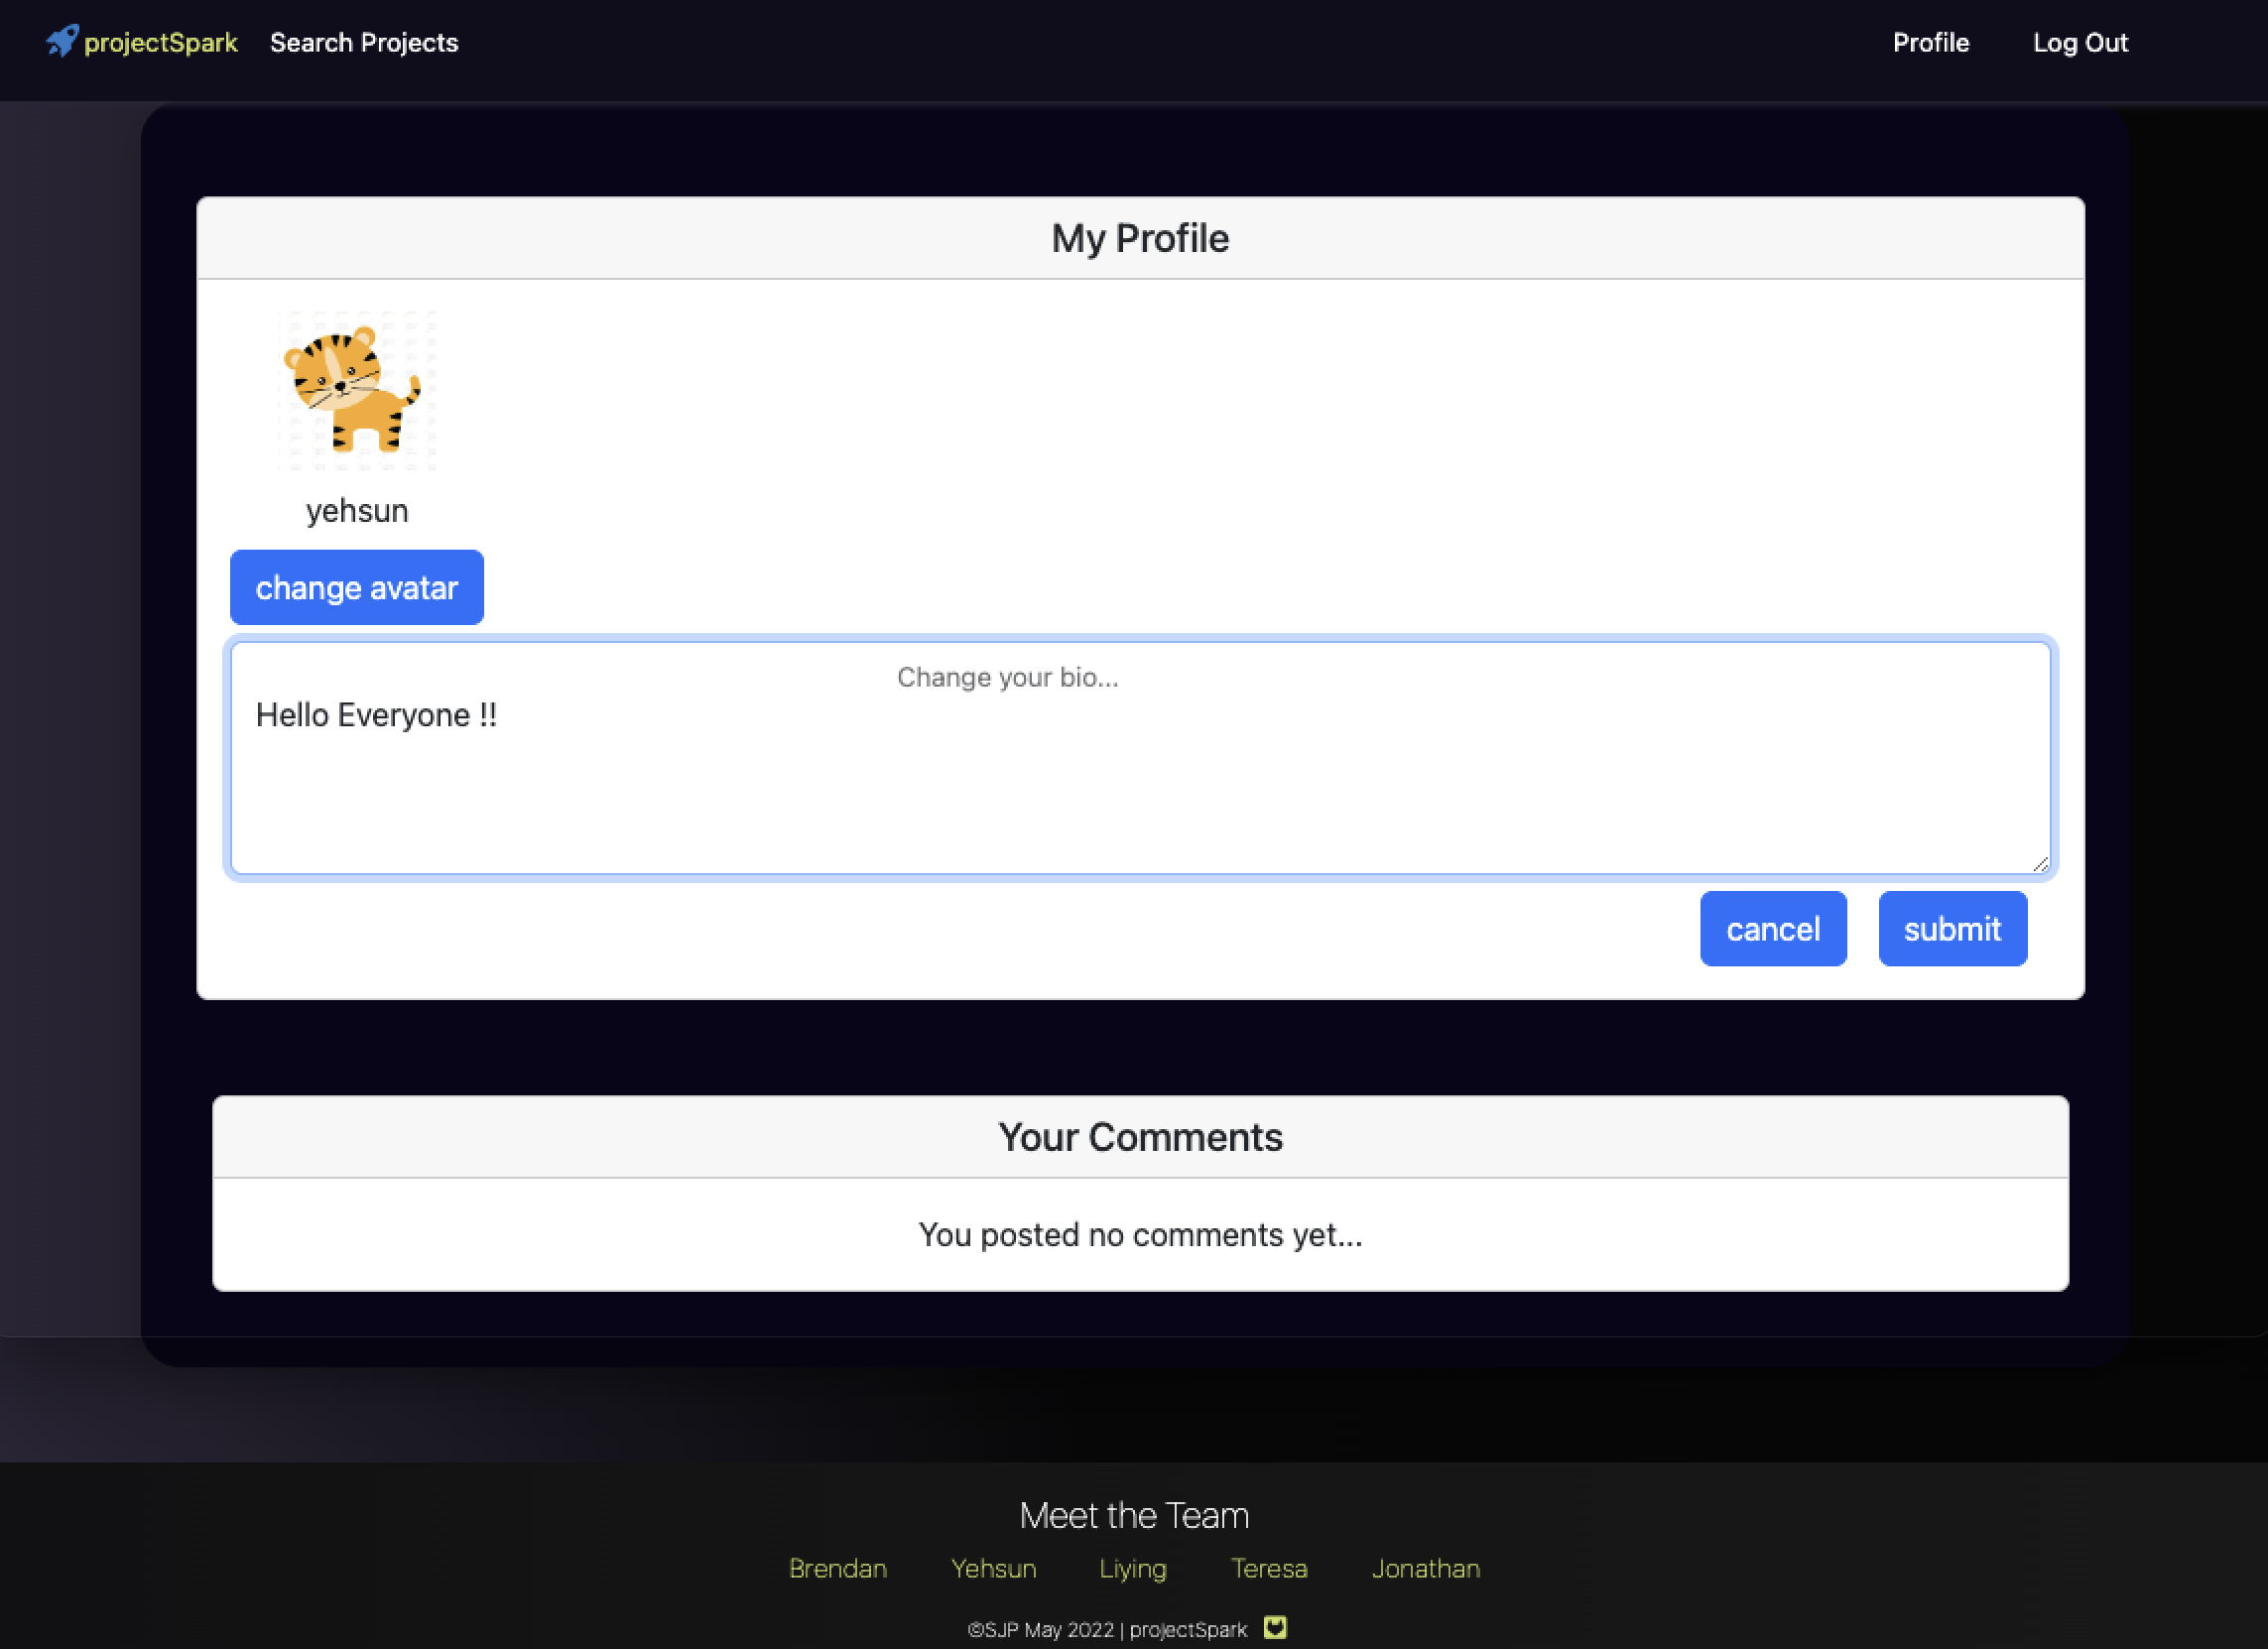 projectSpark Search Projects Profile Log Out
My Profile
yehsun
change avatar
Change your bio...
Hello Everyone !!
cancel submit
Your Comments
You posted no comments yet...
Meet the Team
Brendan Yehsun Liying Teresa Jonathan
©SJP May 2022 | projectSpark